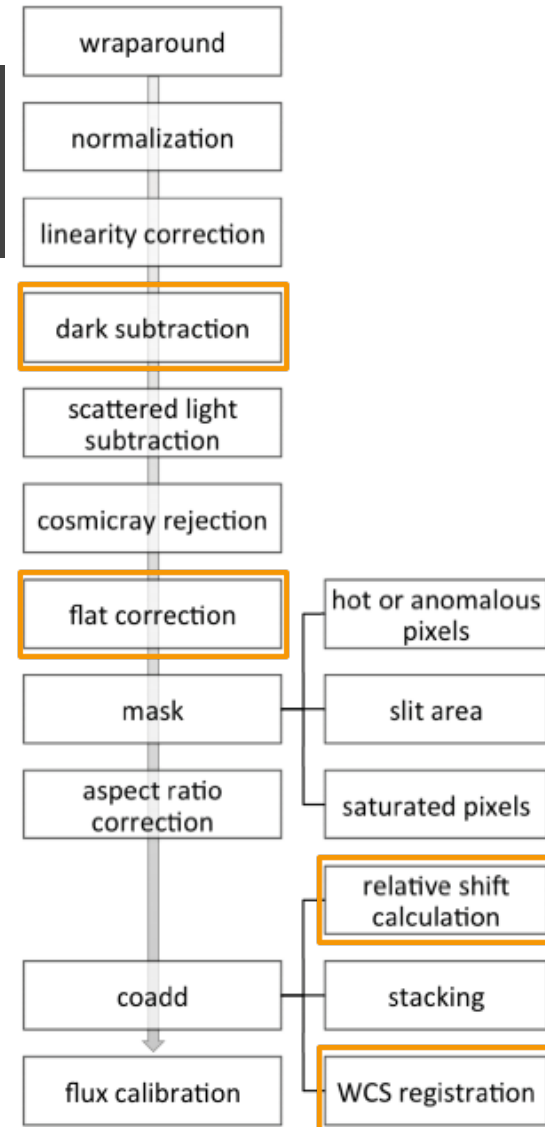 wraparound
normalization
linearity correction
dark subtraction
scattered light
subtraction
cosmicray rejection
flat correction
mask
hot or anomalous
pixels
slit area
saturated pixels
aspect ratio
correction
coadd
relative shift
calculation
stacking
WCS registration
flux calibration